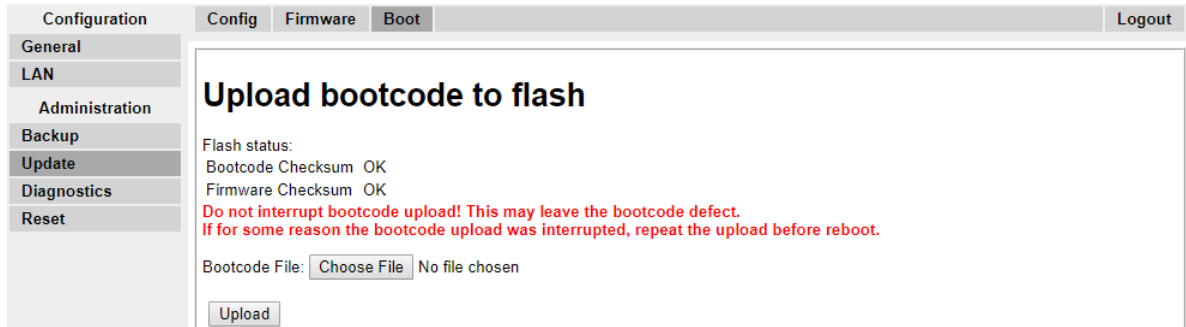 Configuration
Config Firmware Boot Logout
General
LAN
Administration
Backup
Update
Diagnostics
Reset
Upload bootcode to flash
Flash status:
Bootcode Checksum OK
Firmware Checksum OK
Do not interrupt bootcode upload! This may leave the bootcode defect.
If for some reason the bootcode upload was interrupted, repeat the upload before reboot.
Bootcode File: Choose File No file chosen
Upload